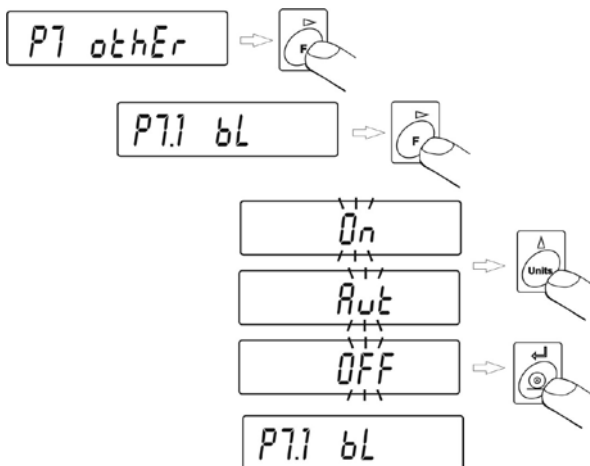 P7 othEr
F
P7.1 bL
F
On
Units
Aut
OFF
P7.1 bL